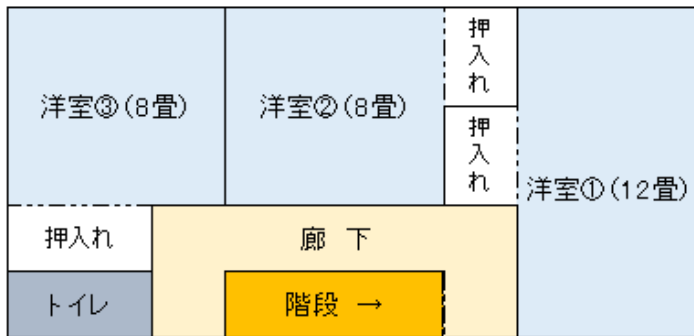 洋室③(8畳)
洋室②(8畳)
押入れ
押入れ
洋室①(12畳)
押入れ
廊下
トイレ
階段 →